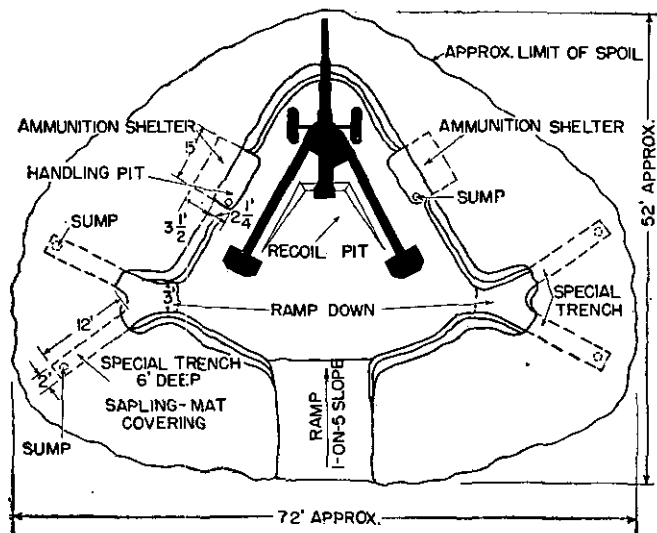 APPROX. LIMIT OF SPOIL
AMMUNITION SHELTER
AMMUNITION SHELTER
5'
HANDLING PIT
SUMP
2 1/4'
3 1/2'
SUMP
RECOIL PIT
52' APPROX.
3'
RAMP DOWN
SPECIAL
TRENCH
12'
2'
SPECIAL TRENCH
6' DEEP
SAPLING-MAT
COVERING
SUMP
RAMP
1-ON-5 SLOPE
72' APPROX.